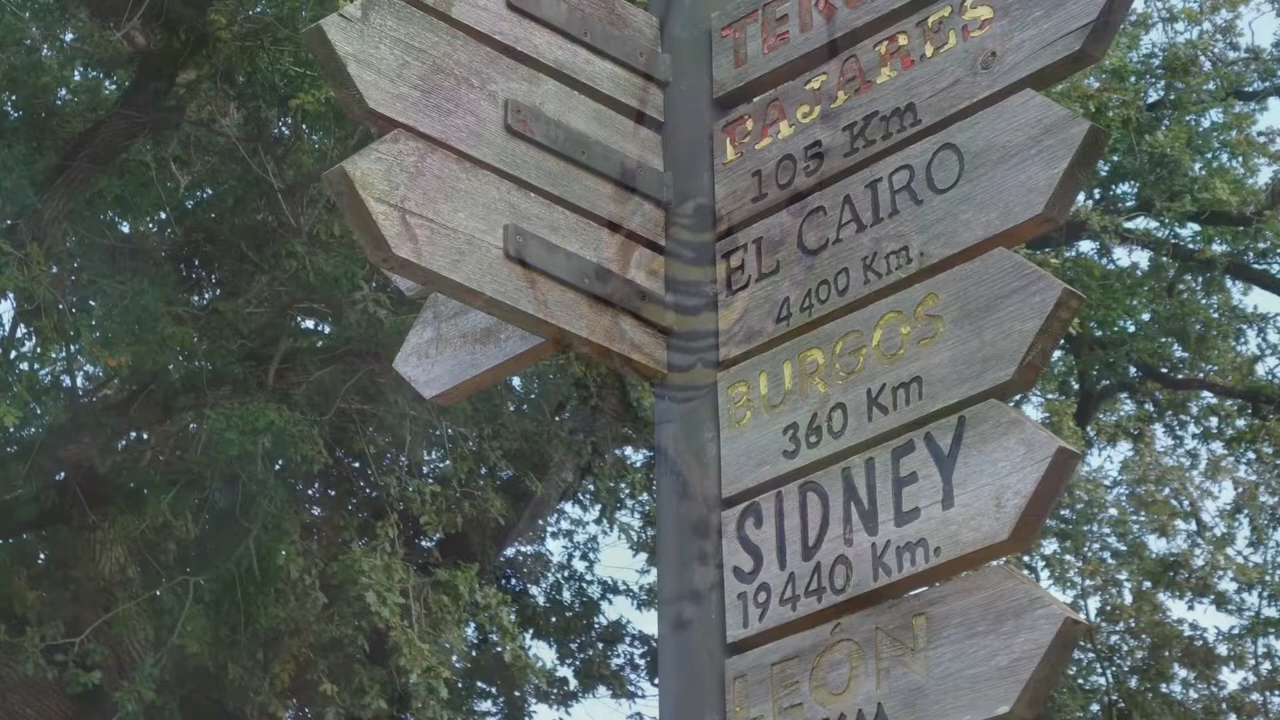 PAJARES
105 Km
EL CAIRO
4400 Km.
BURGOS
360 Km
SIDNEY
19440 Km.
LEÓN